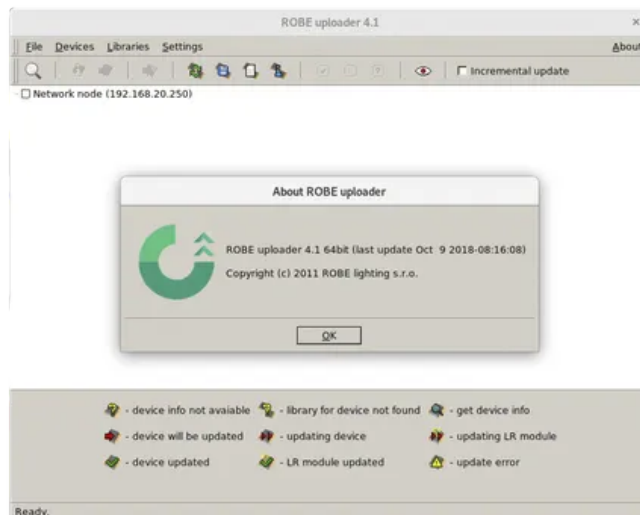 ROBE uploader 4.1
File Devices Libraries Settings About
Incremental update
Network node (192.168.20.250)
About ROBE uploader
ROBE uploader 4.1 64bit (last update Oct 9 2018-08:16:08)
Copyright (c) 2011 ROBE lighting s.r.o.
OK
- device info not avaiable - library for device not found - get device info
- device will be updated - updating device - updating LR module
- device updated - LR module updated - update error
Ready.